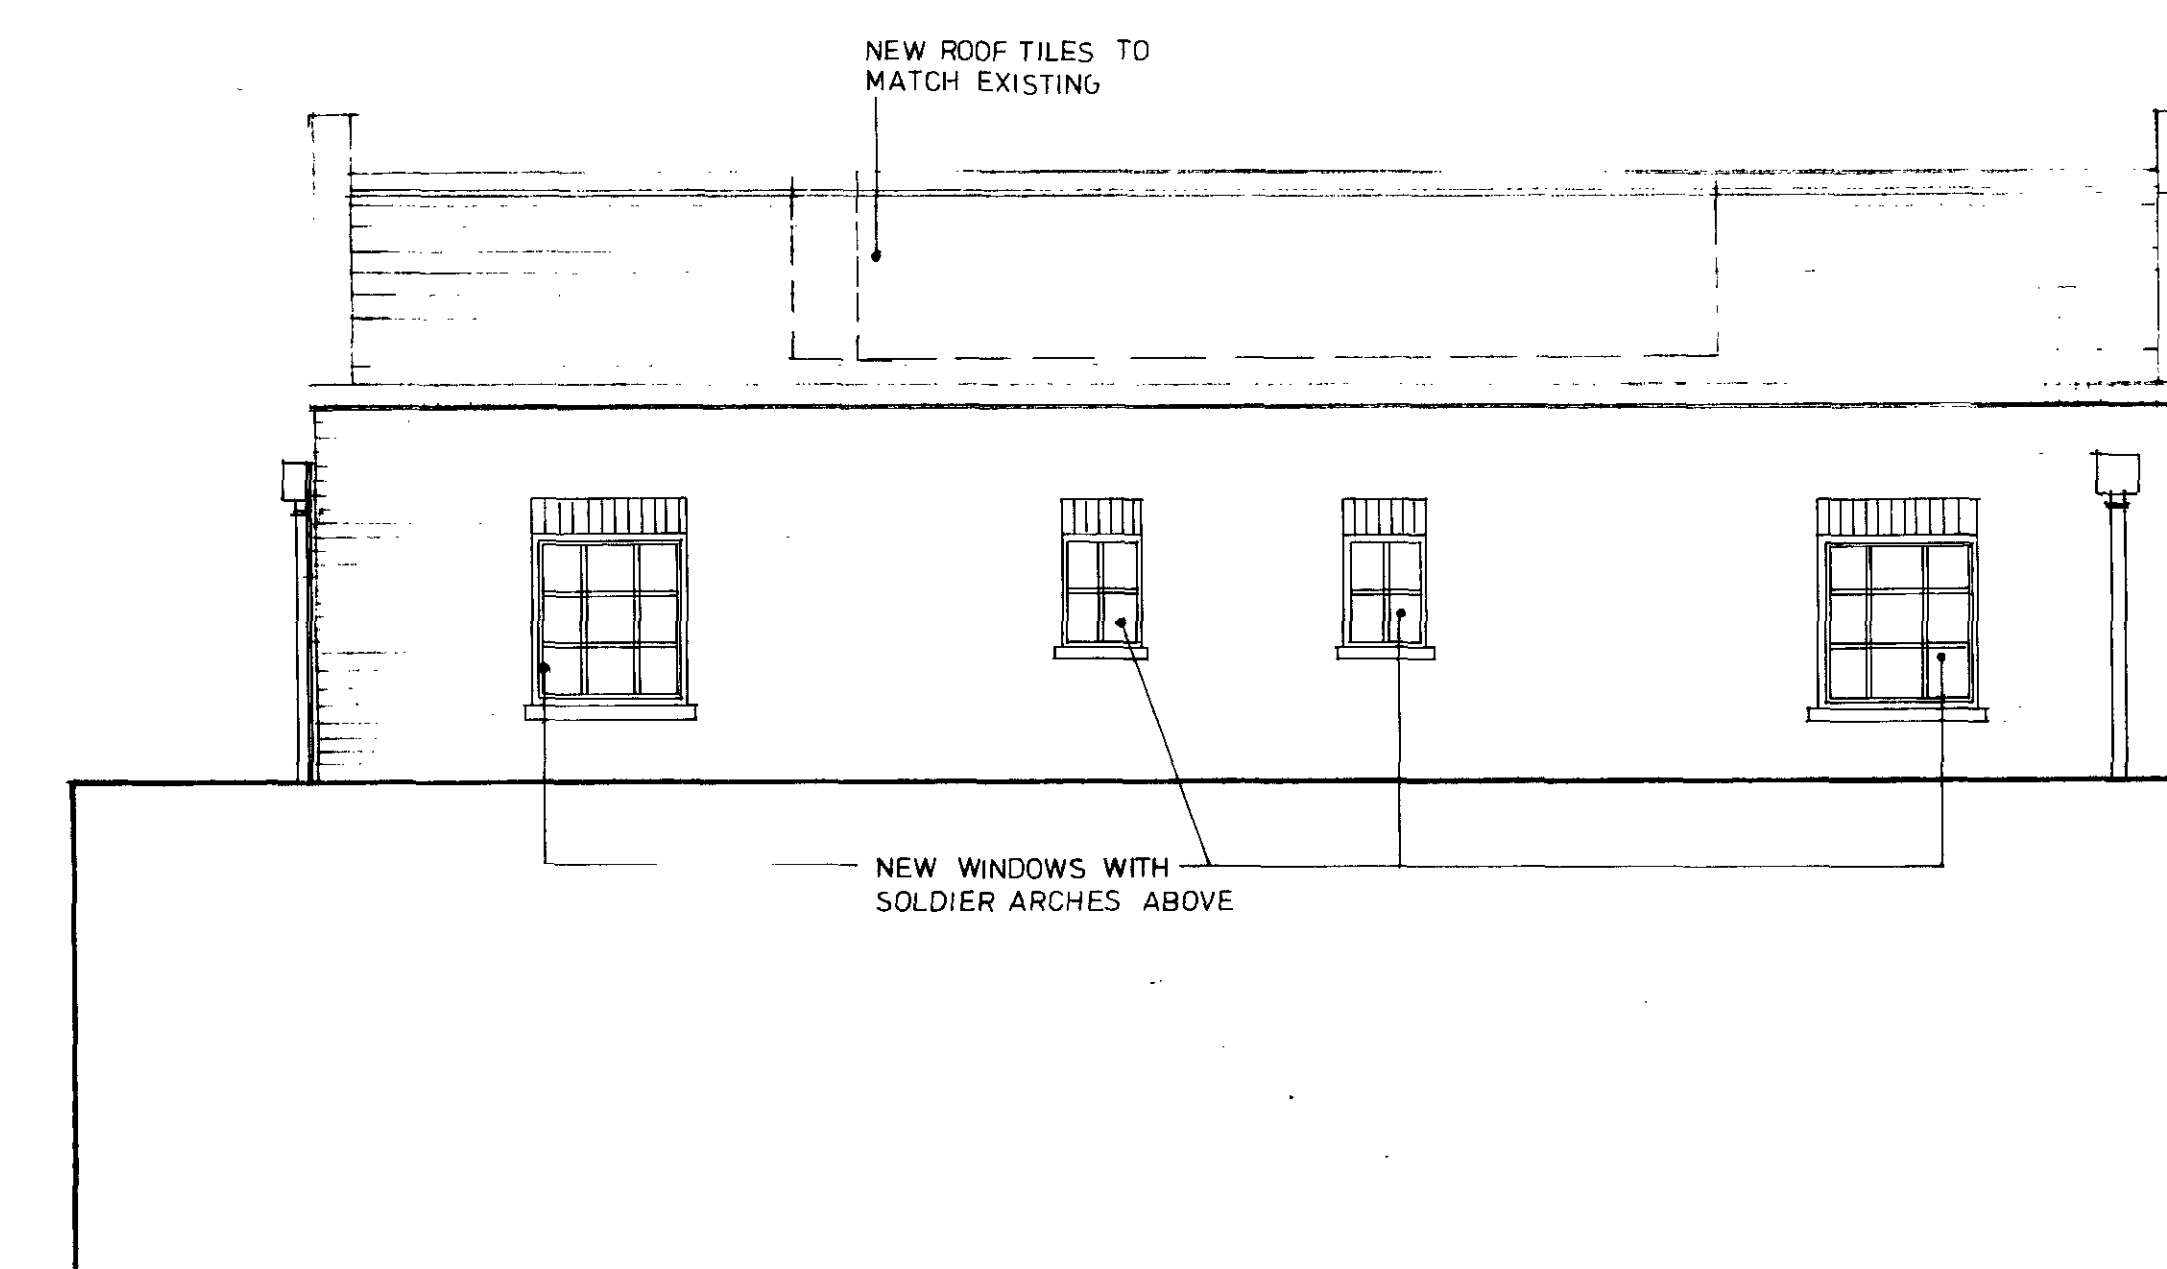 NEW ROOF TILES TO
MATCH EXISTING
NEW WINDOWS WITH
SOLDIER ARCHES ABOVE